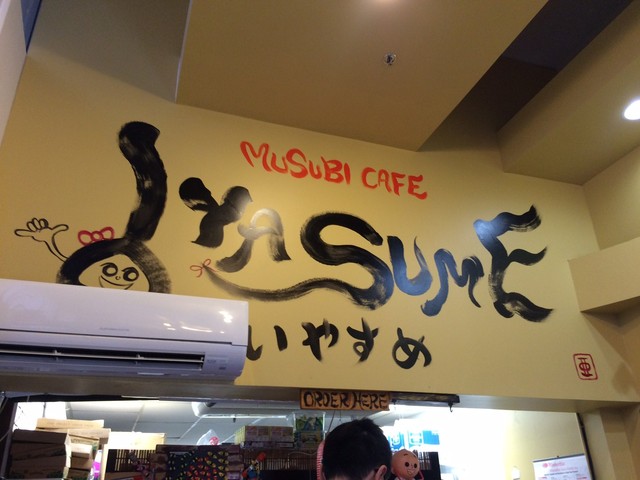 MUSUBI CAFE
IYASUME
いやすめ
ORDER HERE